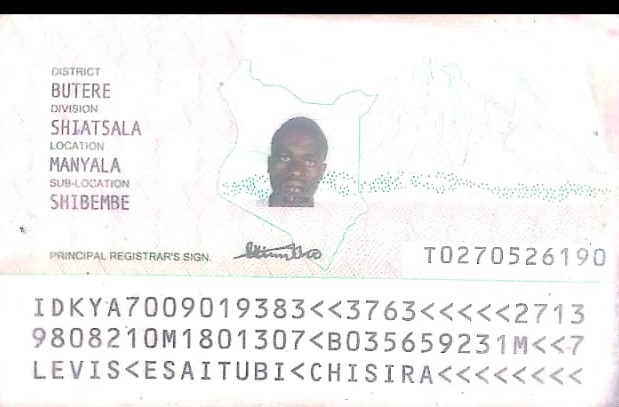 DISTRICT
BUTERE
DIVISION
SHIATSALA
LOCATION
MANYALA
SUB-LOCATION
SHIBEMBE
PRINCIPAL REGISTRAR'S SIGN.
T0270526190
IDKYA7009019383<<3763<<<<<2713
9808210M1801307<B035659231M<<7
LEVIS<ESAITUBI<CHISIRA<<<<<<<<